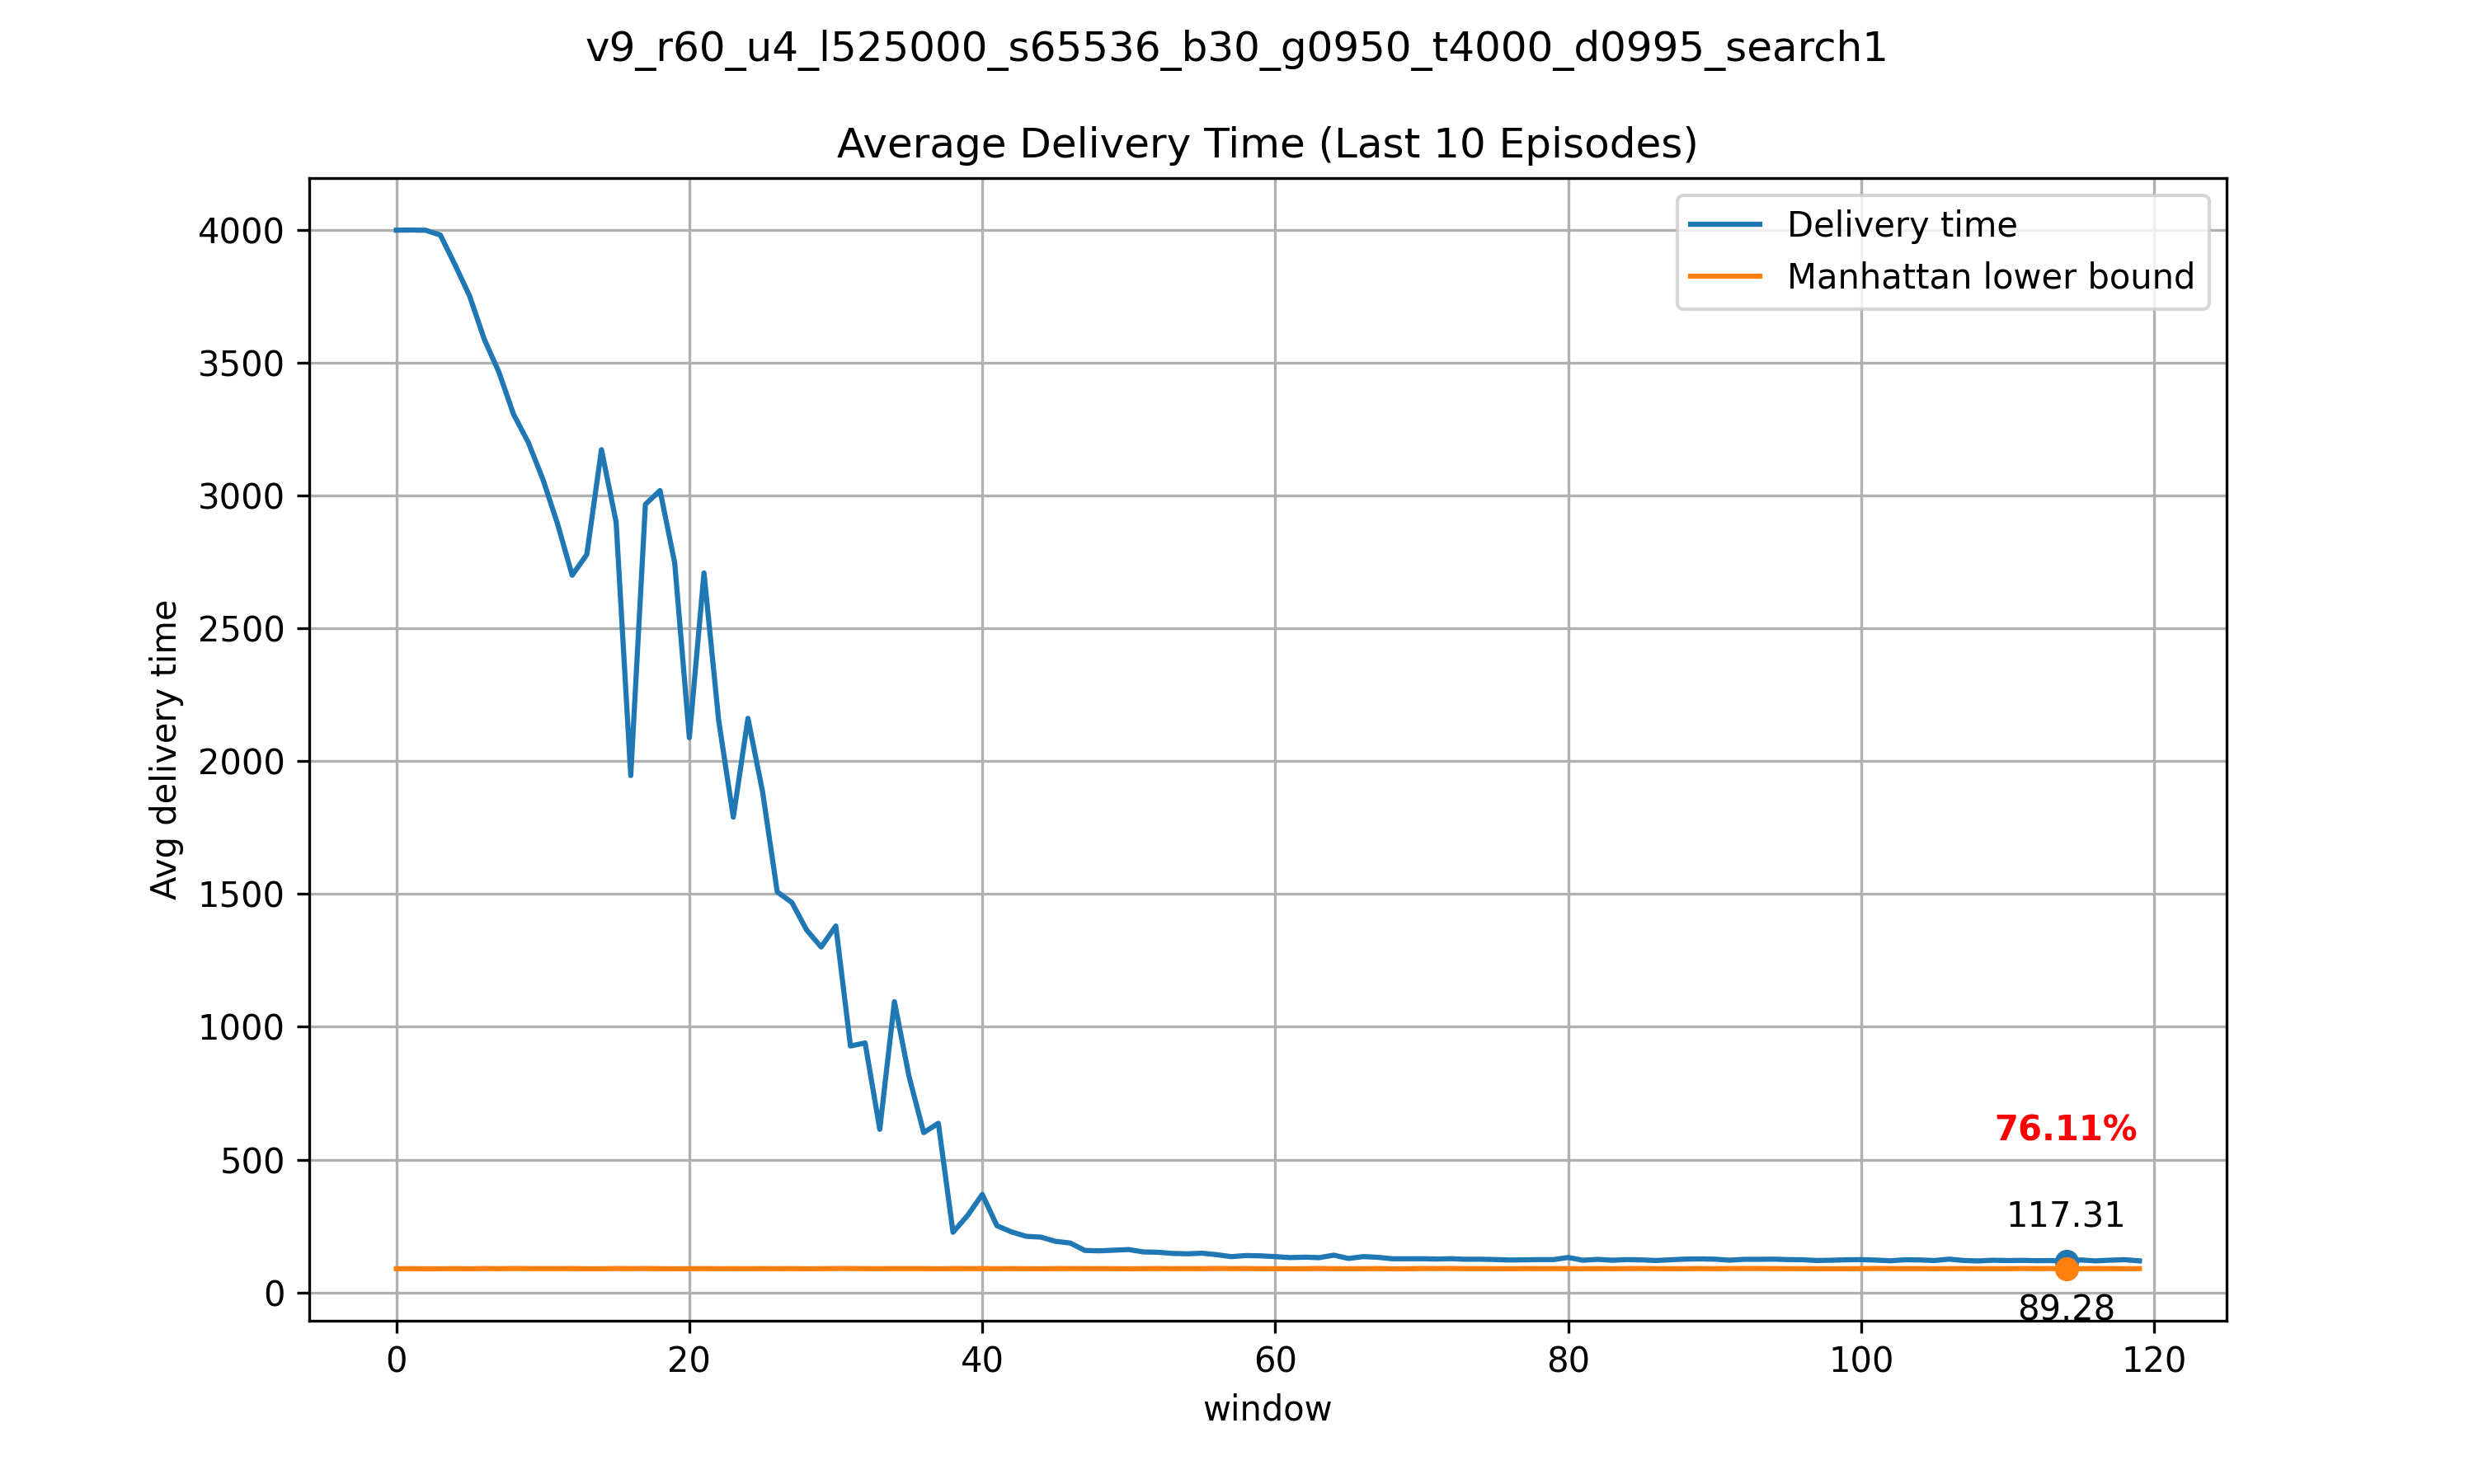 v9_r60_u4_l525000_s65536_b30_g0950_t4000_d0995_search1
Average Delivery Time (Last 10 Episodes)
Delivery time
Manhattan lower bound
4000
3500
3000
2500
2000
1500
1000
500
0
Avg delivery time
76.11%
117.31
89.28
0 20 40 60 80 100 120
window